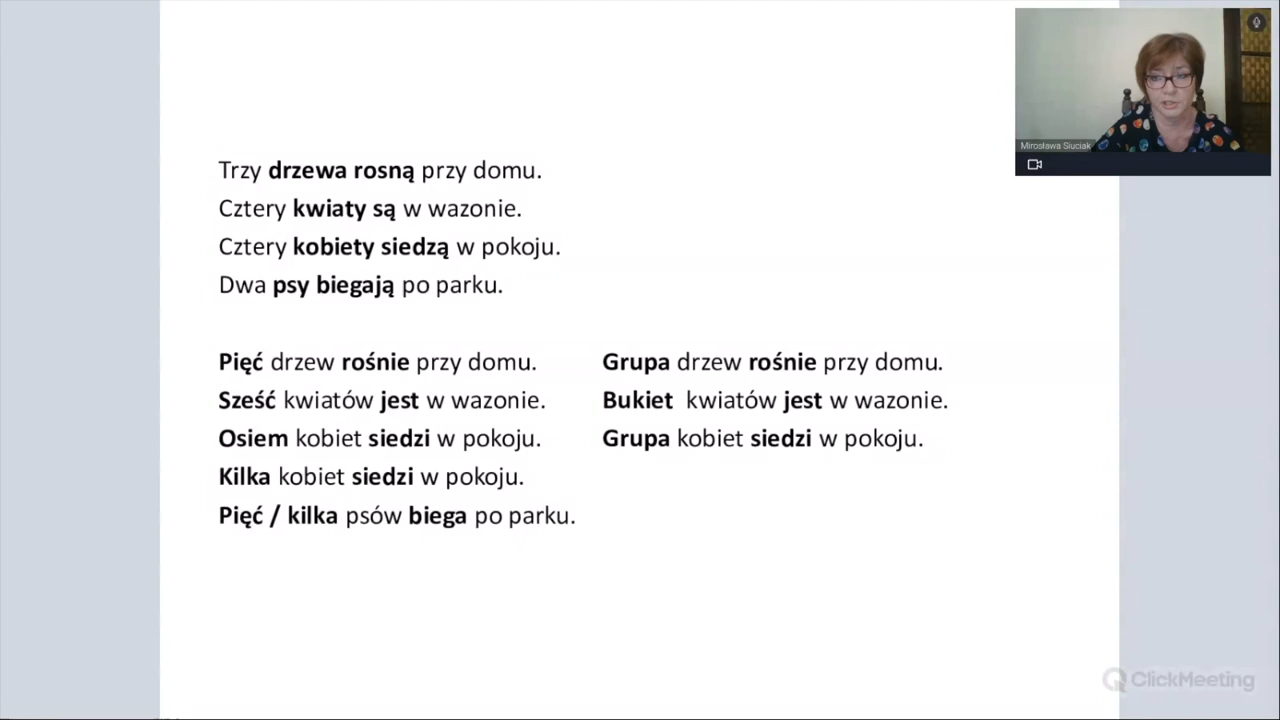 Mirosława Siuciak
Trzy drzewa rosną przy domu.
Cztery kwiaty są w wazonie.
Cztery kobiety siedzą w pokoju.
Dwa psy biegają po parku.
Pięć drzew rośnie przy domu.
Sześć kwiatów jest w wazonie.
Osiem kobiet siedzi w pokoju.
Kilka kobiet siedzi w pokoju.
Pięć / kilka psów biega po parku.
Grupa drzew rośnie przy domu.
Bukiet kwiatów jest w wazonie.
Grupa kobiet siedzi w pokoju.
ClickMeeting